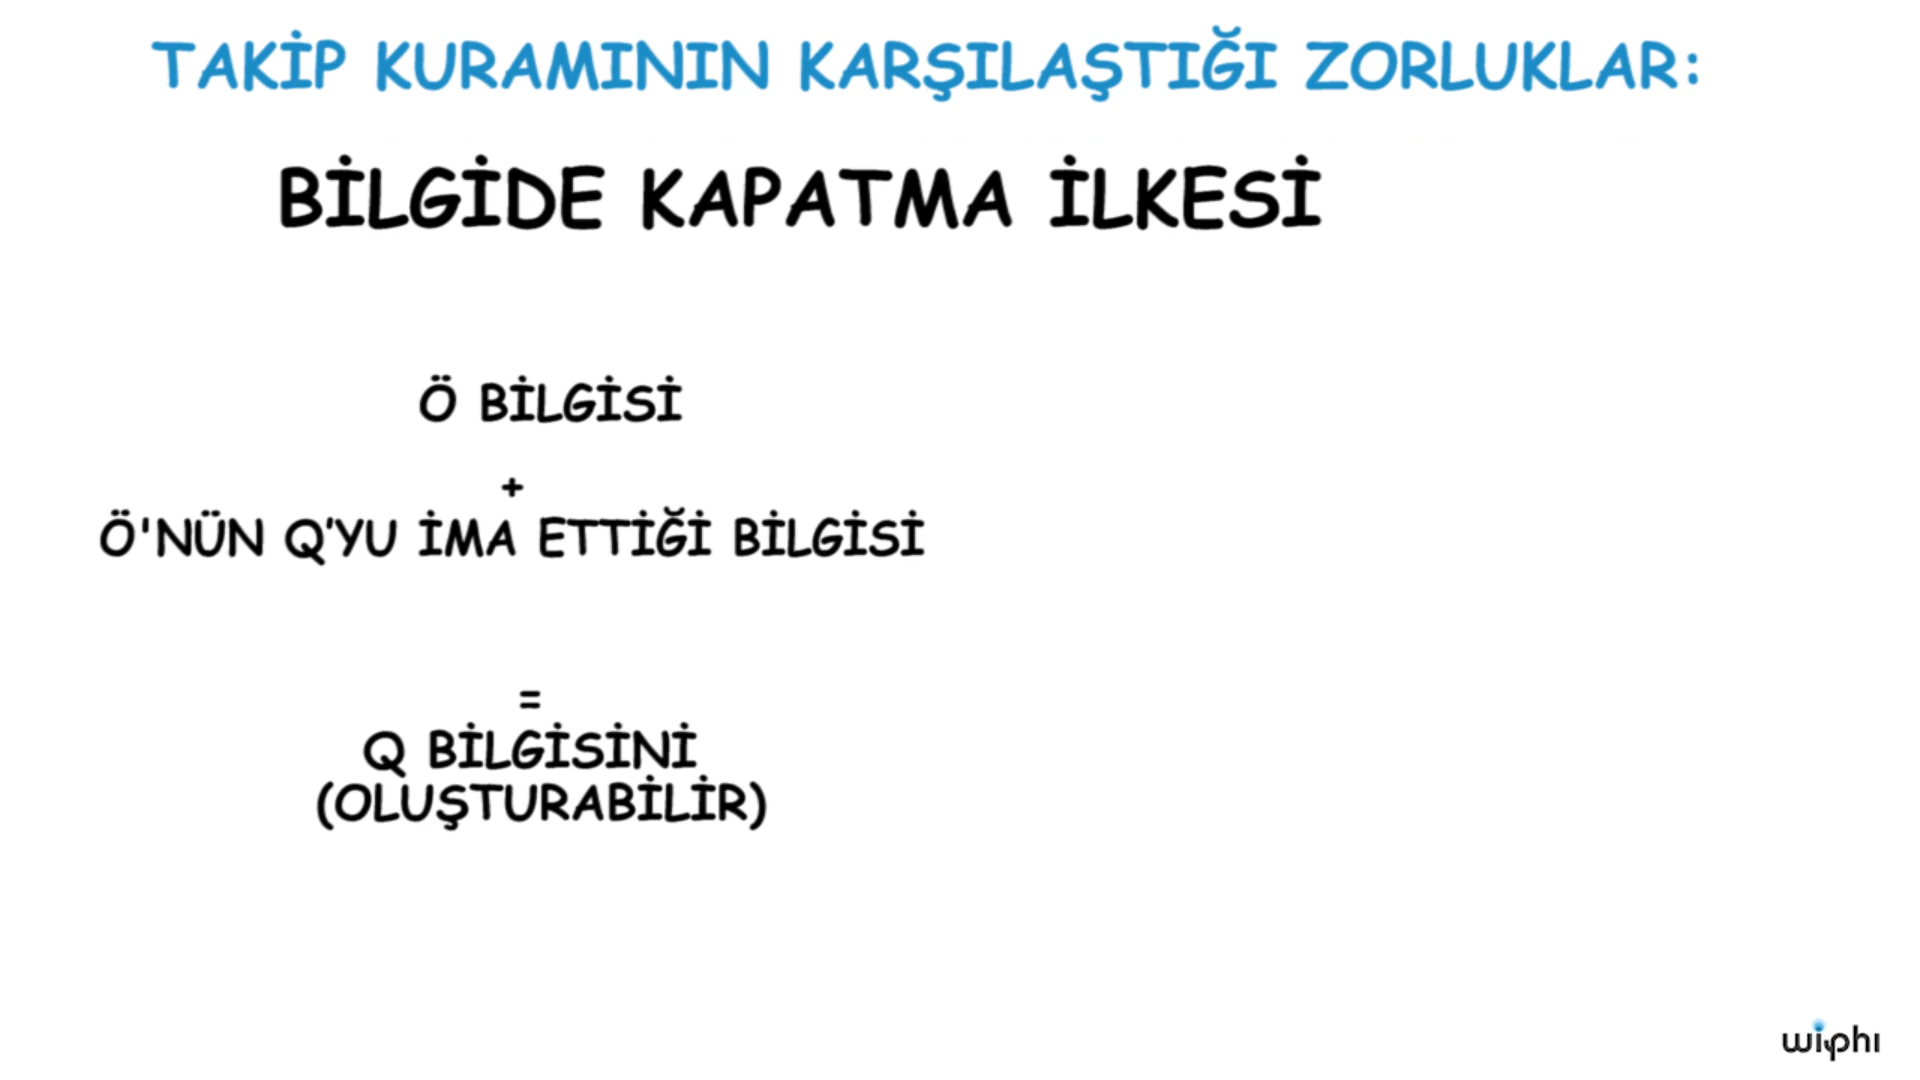 TAKİP KURAMININ KARŞILAŞTIĞI ZORLUKLAR:
BİLGİDE KAPATMA İLKESİ
Ö BİLGİSİ
+
Ö'NÜN Q'YU İMA ETTİĞİ BİLGİSİ
=
Q BİLGİSİNİ
(OLUŞTURABİLİR)
wiphi